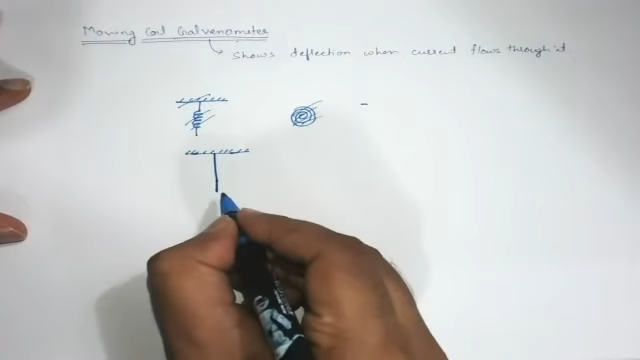 Moving Coil Galvenometer
Shows deflection when current flows through it